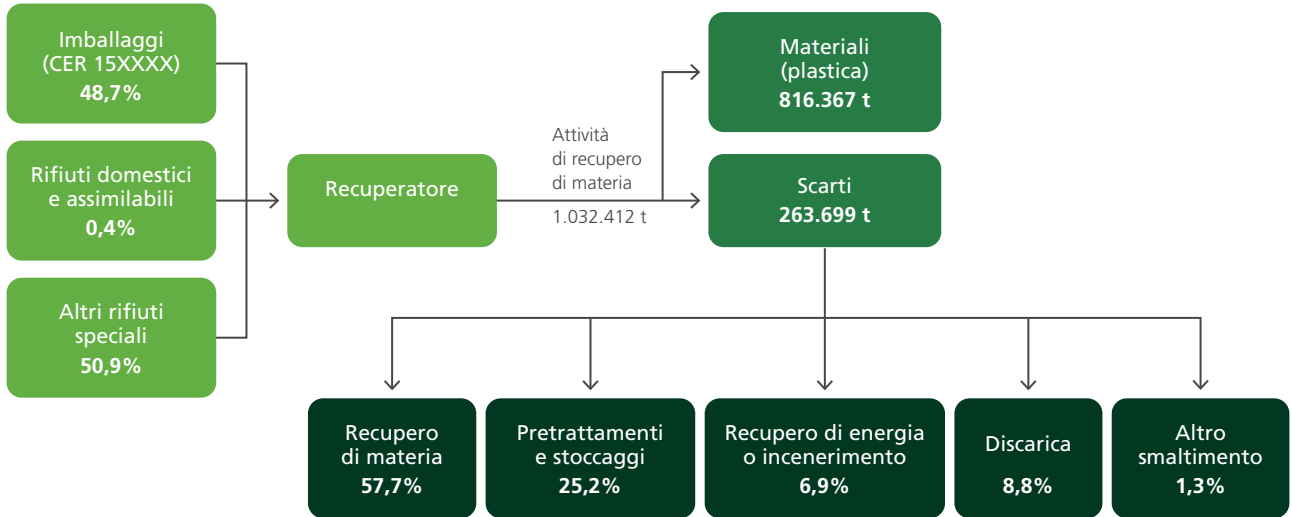 Imballaggi
(CER 15XXXX)
48,7%
Rifiuti domestici
e assimilabili
0,4%
Altri rifiuti
speciali
50,9%
Recuperatore
Attività
di recupero
di materia
1.032.412 t
Materiali
(plastica)
816.367 t
Scarti
263.699 t
Recupero
di materia
57,7%
Pretrattamenti
e stoccaggi
25,2%
Recupero di energia
o incenerimento
6,9%
Discarica
8,8%
Altro
smaltimento
1,3%